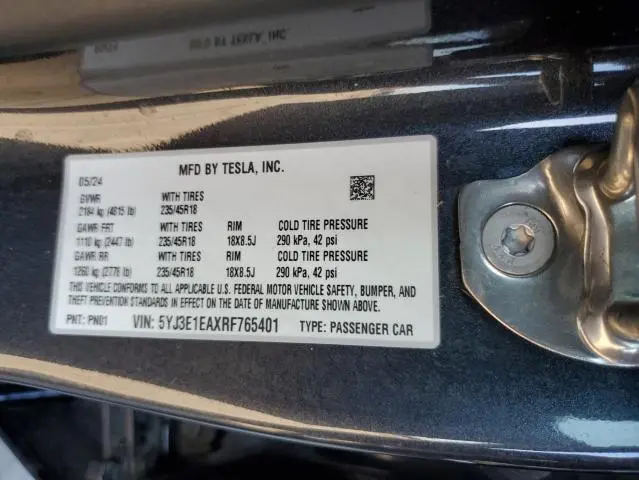 MFD BY TESLA, INC.
05/24
GVWR WITH TIRES
2184 kg (4815 lb) 235/45R18
GAWR FRT WITH TIRES RIM COLD TIRE PRESSURE
1110 kg (2447 lb) 235/45R18 18X8.5J 290 kPa, 42 psi
GAWR RR WITH TIRES RIM COLD TIRE PRESSURE
1260 kg (2778 lb) 235/45R18 18X8.5J 290 kPa, 42 psi
THIS VEHICLE CONFORMS TO ALL APPLICABLE U.S. FEDERAL MOTOR VEHICLE SAFETY, BUMPER, AND
THEFT PREVENTION STANDARDS IN EFFECT ON THE DATE OF MANUFACTURE SHOWN ABOVE.
PNT: PN01 VIN: 5YJ3E1EAXRF765401 TYPE: PASSENGER CAR